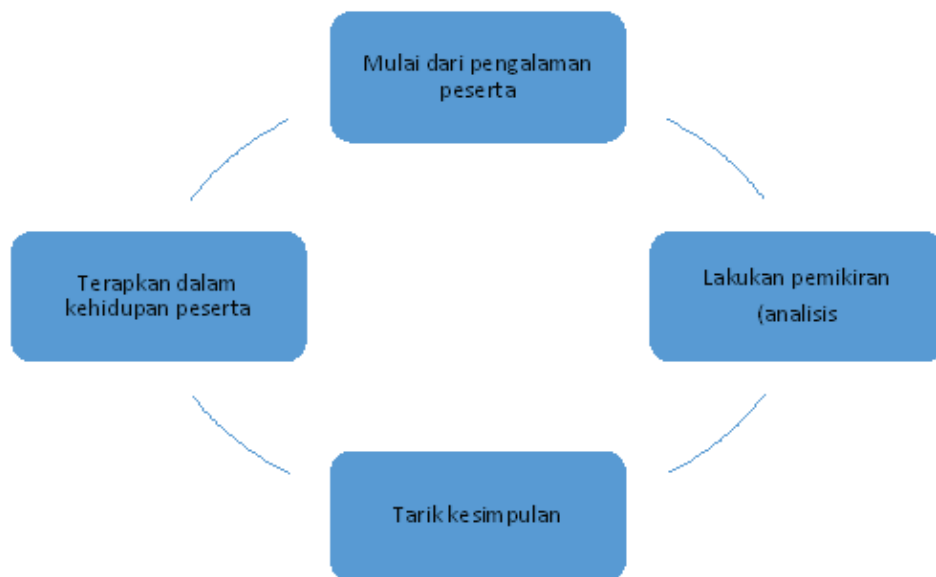 Mulai dari pengalaman
peserta
Lakukan pemikiran
(analisis
Tarik kesimpulan
Terapkan dalam
kehidupan peserta